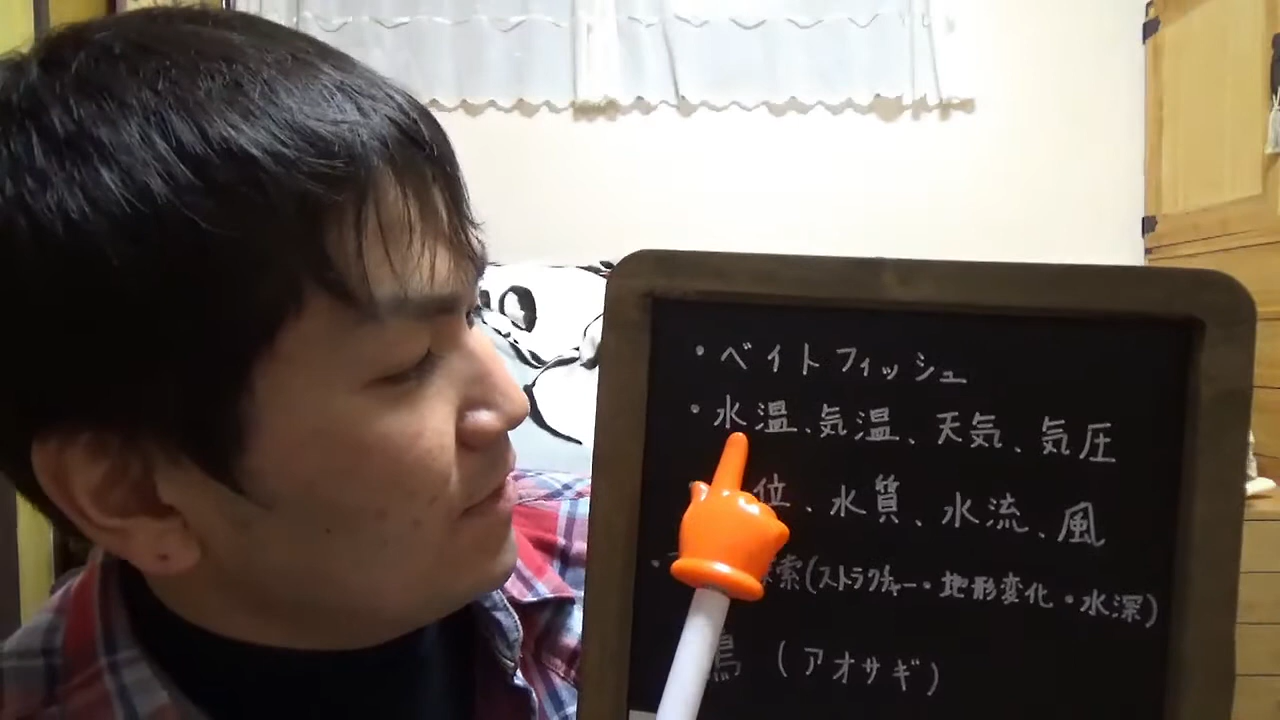 ・ベイトフィッシュ
・水温、気温、天気、気圧
位、水質、水流、風
・索(ストラクチャー・地形変化・水深)
鳥 (アオサギ)